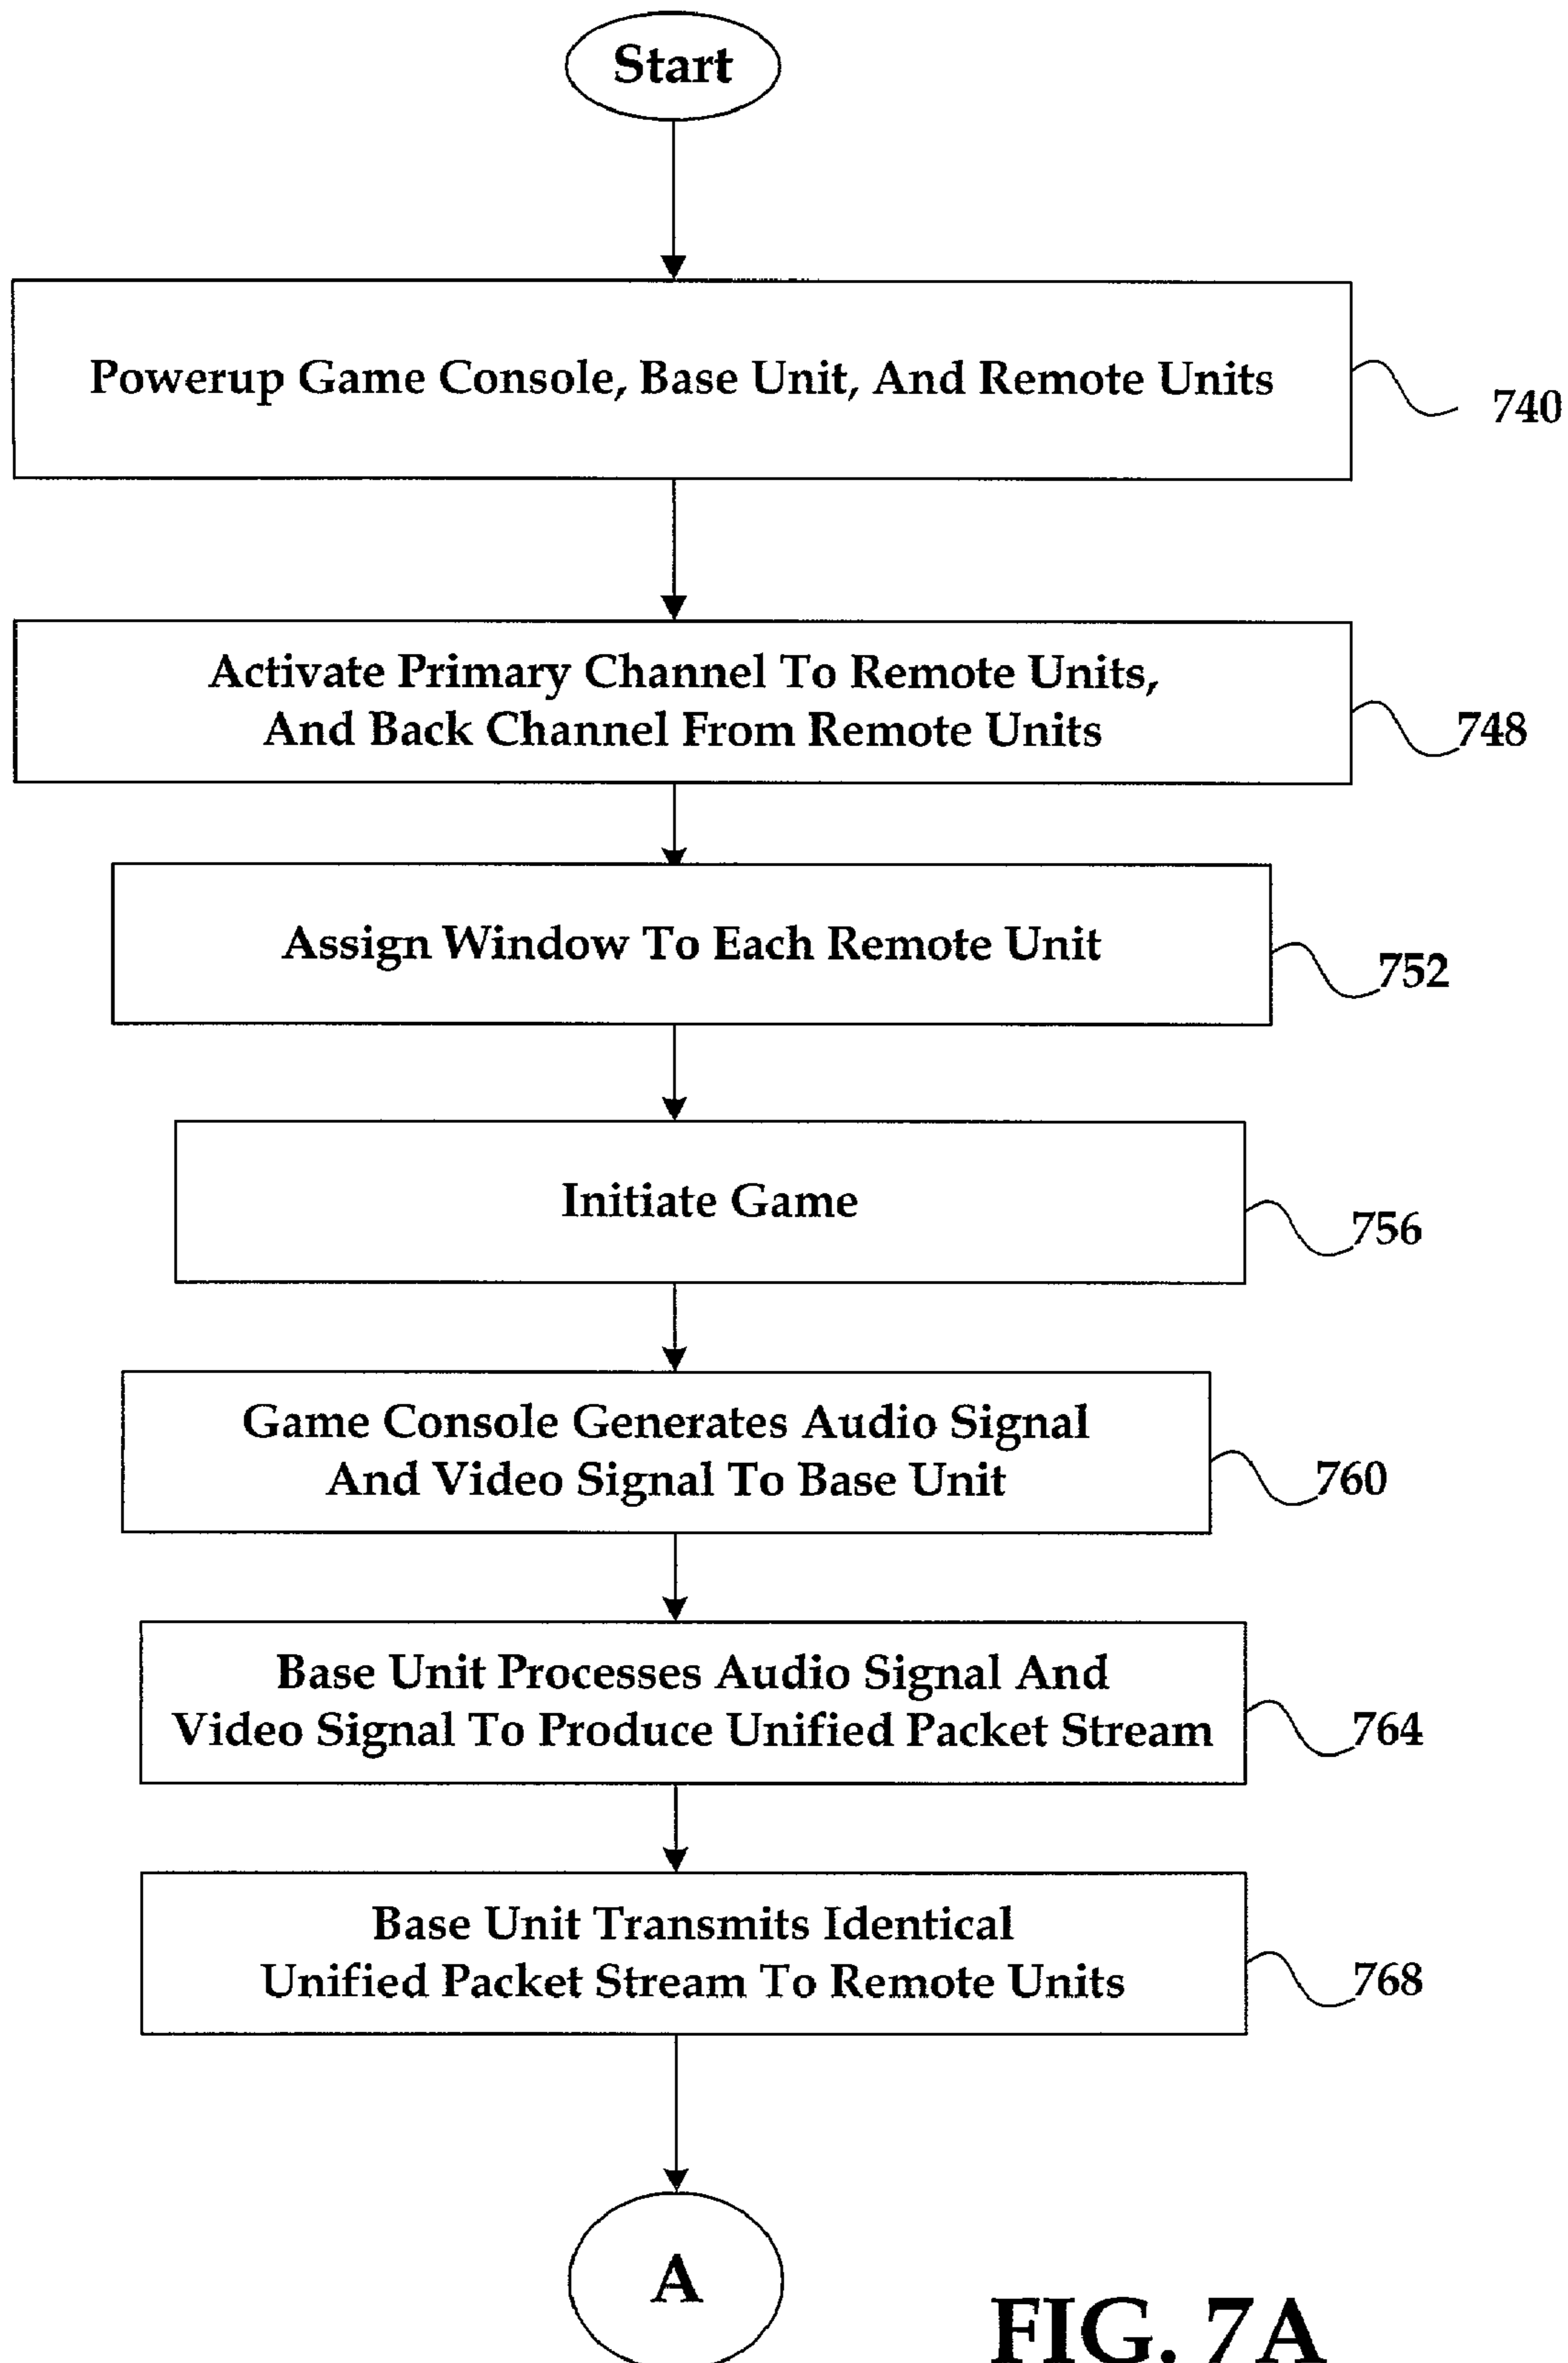 Start
Powerup Game Console, Base Unit, And Remote Units
740
Activate Primary Channel To Remote Units,
And Back Channel From Remote Units
748
Assign Window To Each Remote Unit
752
Initiate Game
756
Game Console Generates Audio Signal
And Video Signal To Base Unit
760
Base Unit Processes Audio Signal And
Video Signal To Produce Unified Packet Stream
764
Base Unit Transmits Identical
Unified Packet Stream To Remote Units
768
A
FIG. 7A